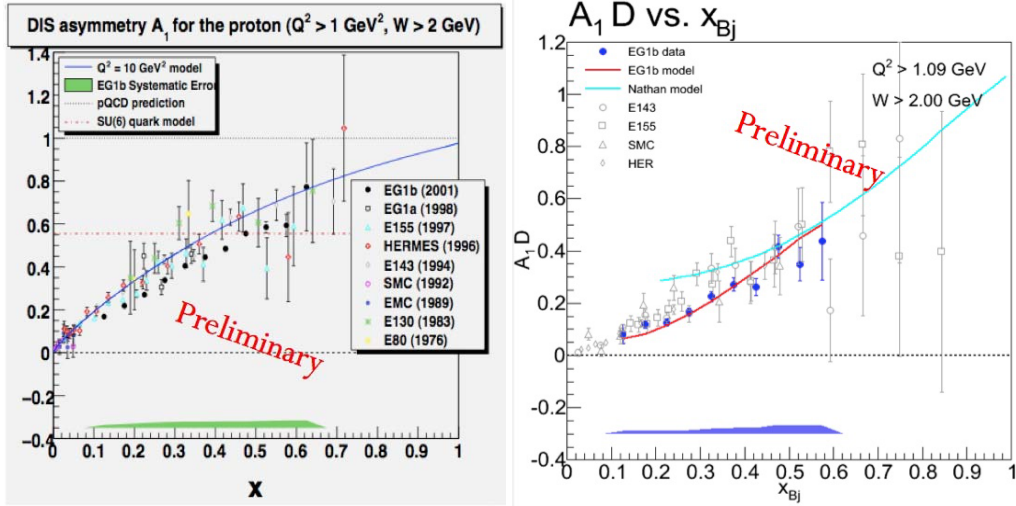 DIS asymmetry A₁ for the proton (Q² > 1 GeV², W > 2 GeV)
1.4
1.2
1
0.8
0.6
0.4
0.2
0
−0.2
-0.4
Q² = 10 GeV² model
EG1b Systematic Error
pQCD prediction
SU(6) quark model
EG1b (2001)
EG1a (1998)
E155 (1997)
HERMES (1996)
E143 (1994)
SMC (1992)
EMC (1989)
E130 (1983)
E80 (1976)
Preliminary
0 0.1 0.2 0.3 0.4 0.5 0.6 0.7 0.8 0.9 1
x
A₁ D vs. x_Bj
A₁ D
1.2
1
0.8
0.6
0.4
0.2
0
-0.2
-0.4
EG1b data
EG1b model
Nathan model
E143
E155
SMC
HER
Q² > 1.09 GeV
W > 2.00 GeV
Preliminary
0 0.1 0.2 0.3 0.4 0.5 0.6 0.7 0.8 0.9 1
x_Bj